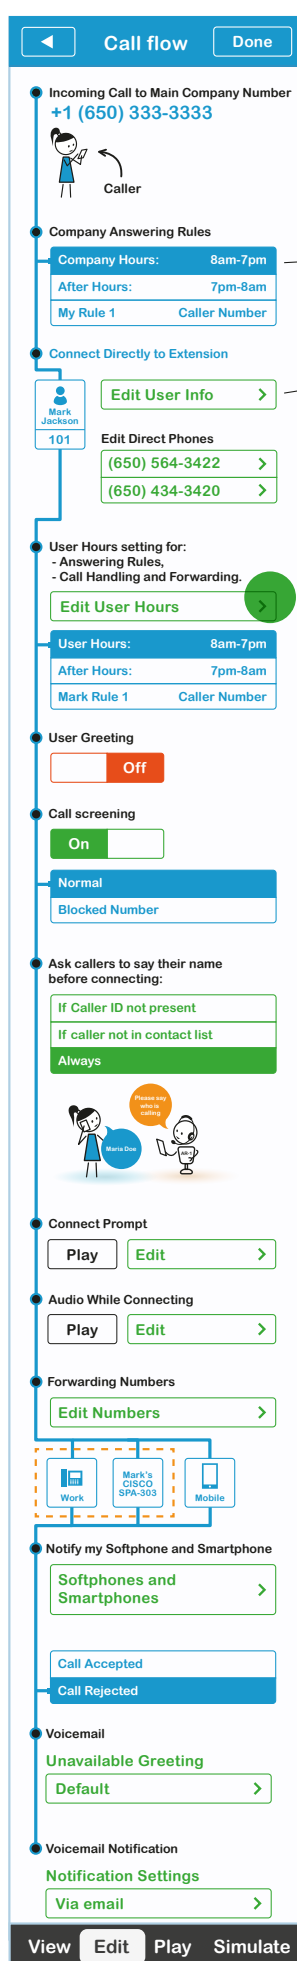 Call flow
Done
Incoming Call to Main Company Number
+1 (650) 333-3333
Caller
Company Answering Rules
Company Hours: 8am-7pm
After Hours: 7pm-8am
My Rule 1 Caller Number
Connect Directly to Extension
Mark
Jackson
101
Edit User Info
Edit Direct Phones
(650) 564-3422
(650) 434-3420
User Hours setting for:
- Answering Rules,
- Call Handling and Forwarding.
Edit User Hours
User Hours: 8am-7pm
After Hours: 7pm-8am
Mark Rule 1 Caller Number
User Greeting
Off
Call screening
On
Normal
Blocked Number
Ask callers to say their name
before connecting:
If Caller ID not present
If caller not in contact list
Always
Please say
who is
calling
Maria Doe
AR-1
Connect Prompt
Play Edit
Audio While Connecting
Play Edit
Forwarding Numbers
Edit Numbers
Work
Mark's
CISCO
SPA-303
Mobile
Notify my Softphone and Smartphone
Softphones and
Smartphones
Call Accepted
Call Rejected
Voicemail
Unavailable Greeting
Default
Voicemail Notification
Notification Settings
Via email
View Edit Play Simulate